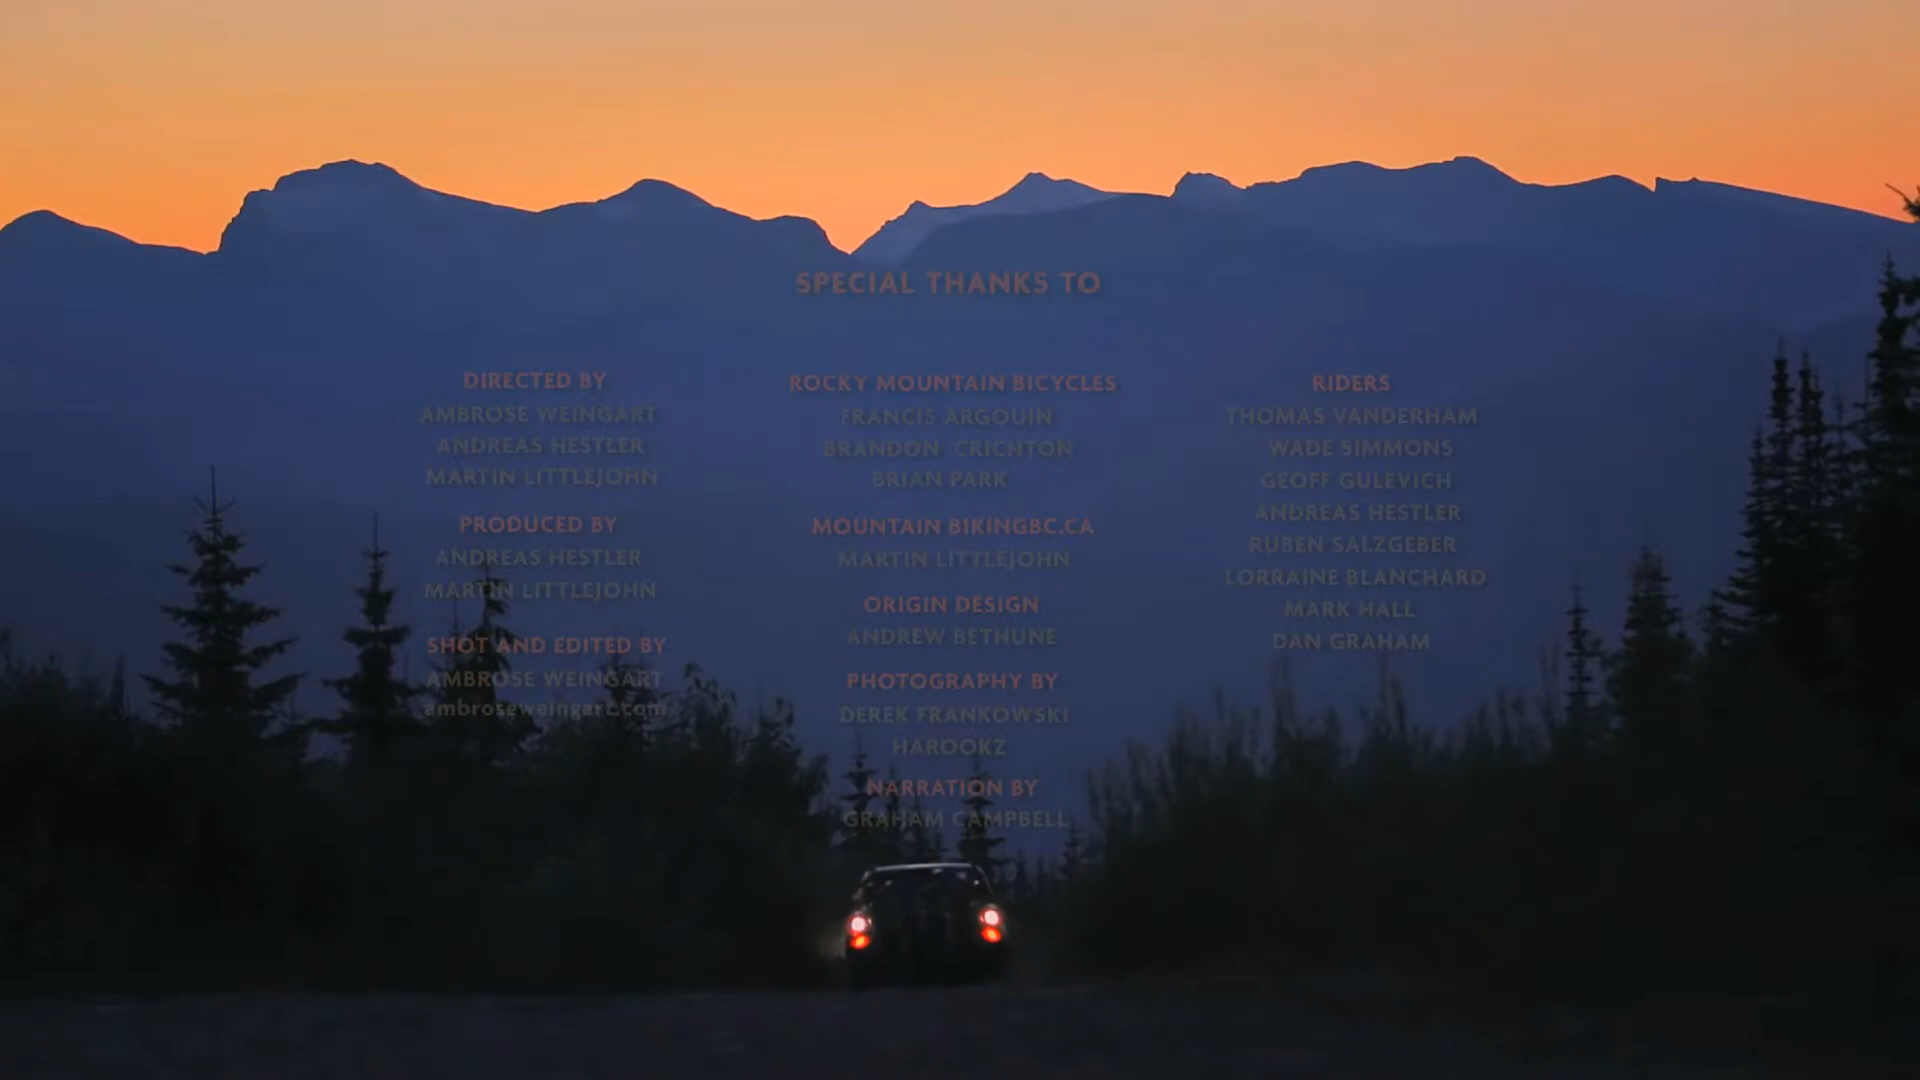 SPECIAL THANKS TO
DIRECTED BY
AMBROSE WEINGART
ANDREAS HESTLER
MARTIN LITTLEJOHN
PRODUCED BY
ANDREAS HESTLER
MARTIN LITTLEJOHN
SHOT AND EDITED BY
AMBROSE WEINGART
ambroseweingart.com
ROCKY MOUNTAIN BICYCLES
FRANCIS ARGOUIN
BRANDON CRICHTON
BRIAN PARK
MOUNTAIN BIKINGBC.CA
MARTIN LITTLEJOHN
ORIGIN DESIGN
ANDREW BETHUNE
PHOTOGRAPHY BY
DEREK FRANKOWSKI
HAROOKZ
NARRATION BY
GRAHAM CAMPBELL
RIDERS
THOMAS VANDERHAM
WADE SIMMONS
GEOFF GULEVICH
ANDREAS HESTLER
RUBEN SALZGEBER
LORRAINE BLANCHARD
MARK HALL
DAN GRAHAM